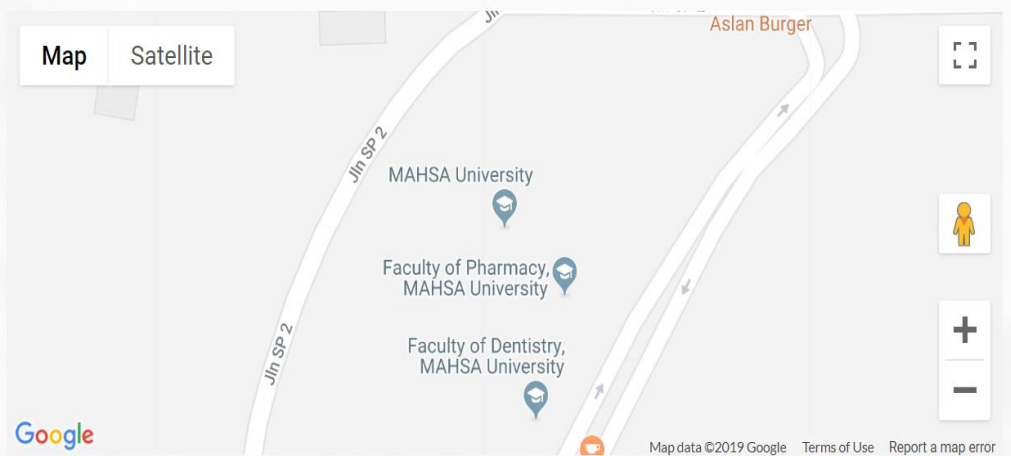 Aslan Burger
Map Satellite
Jln SP 2
MAHSA University
Faculty of Pharmacy,
MAHSA University
Jln SP 2
Faculty of Dentistry,
MAHSA University
Google
Map data ©2019 Google Terms of Use Report a map error